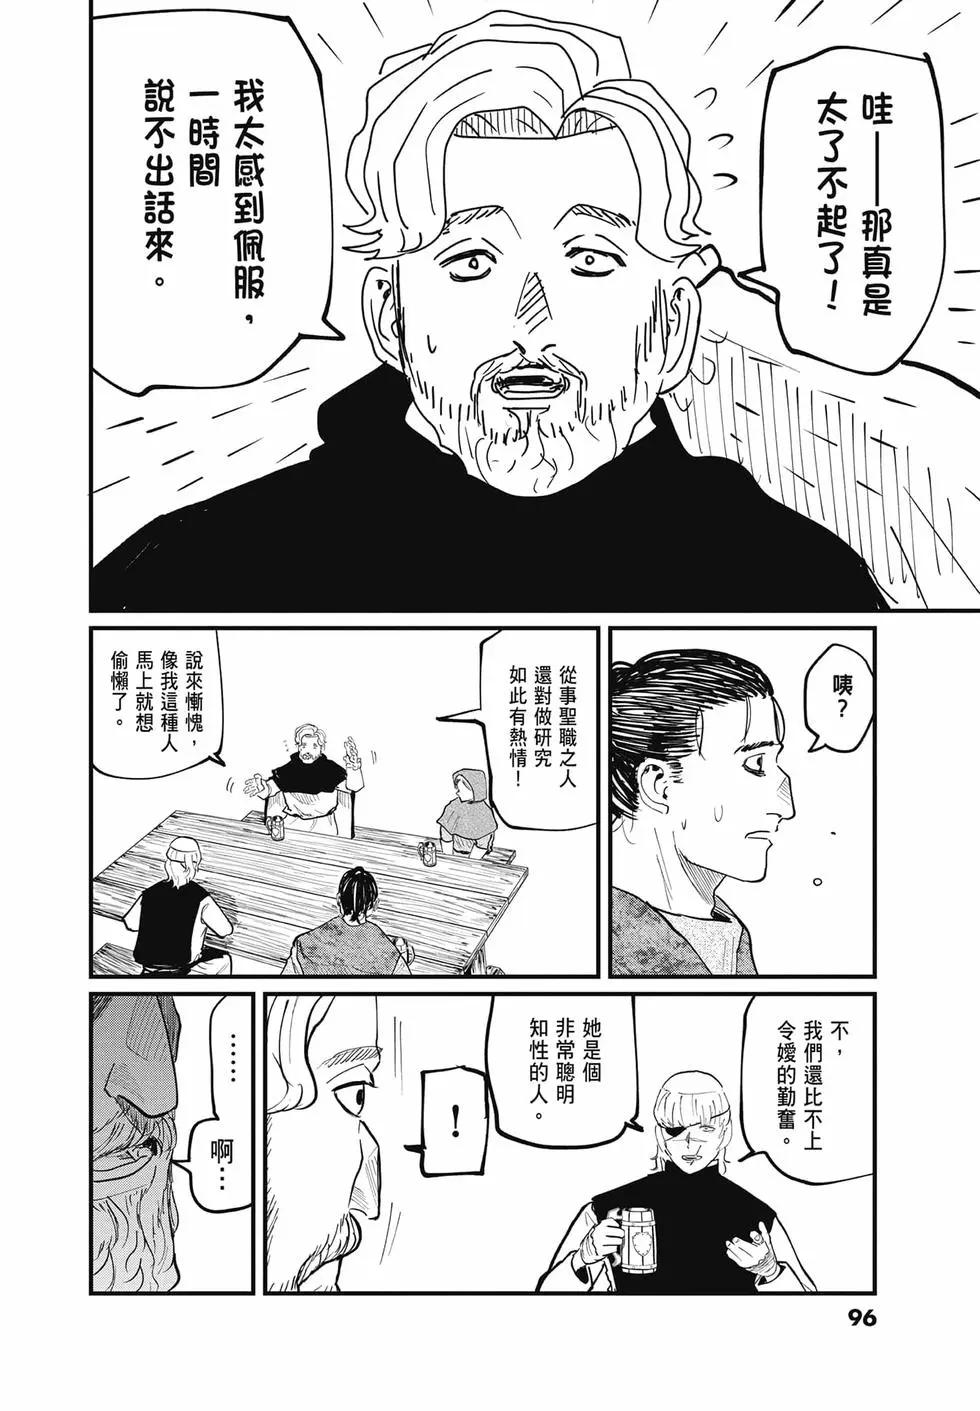 哇——那真是
太了不起了！
我太感到佩服，
一時間
說不出話來。
咦？
從事聖職之人
還對做研究
如此有熱情！
說來慚愧，
像我這種人
馬上就想
偷懶了。
不，
我們還比不上
令嬡的勤奮。
她是個
非常聰明
知性的人。
！
……
啊…
96